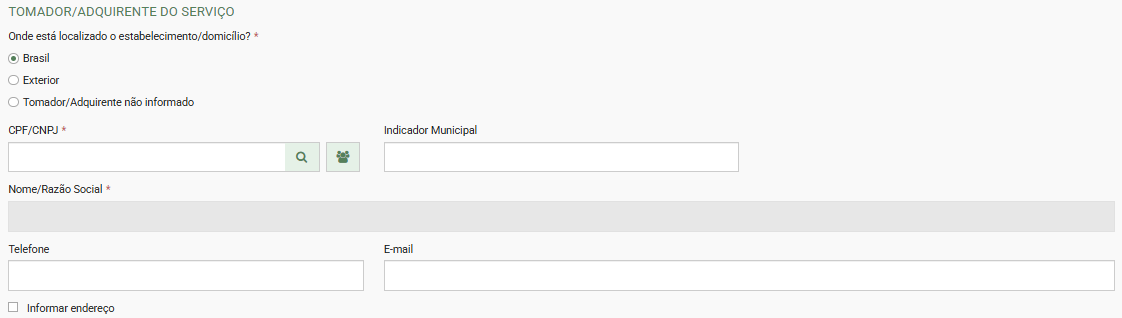 TOMADOR/ADQUIRENTE DO SERVIÇO
Onde está localizado o estabelecimento/domicílio? *
Brasil
Exterior
Tomador/Adquirente não informado
CPF/CNPJ * Indicador Municipal
Nome/Razão Social *
Telefone E-mail
Informar endereço